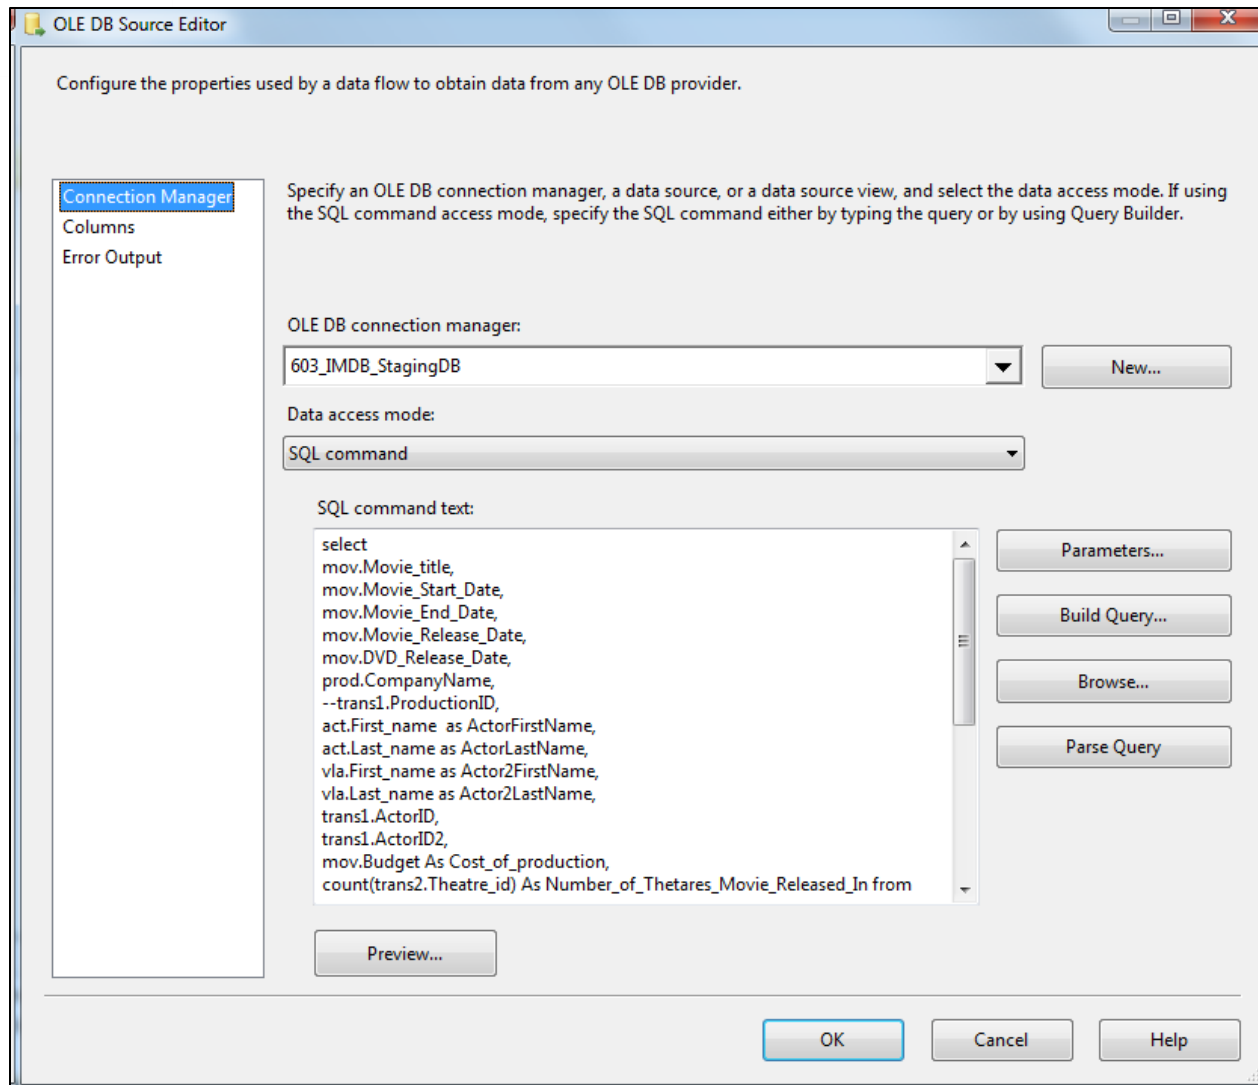 OLE DB Source Editor
Configure the properties used by a data flow to obtain data from any OLE DB provider.
Connection Manager
Columns
Error Output
Specify an OLE DB connection manager, a data source, or a data source view, and select the data access mode. If using
the SQL command access mode, specify the SQL command either by typing the query or by using Query Builder.
OLE DB connection manager:
603_IMDB_StagingDB
New...
Data access mode:
SQL command
SQL command text:
select
mov.Movie_title,
mov.Movie_Start_Date,
mov.Movie_End_Date,
mov.Movie_Release_Date,
mov.DVD_Release_Date,
prod.CompanyName,
--trans1.ProductionID,
act.First_name  as ActorFirstName,
act.Last_name as ActorLastName,
vla.First_name as Actor2FirstName,
vla.Last_name as Actor2LastName,
trans1.ActorID,
trans1.ActorID2,
mov.Budget As Cost_of_production,
count(trans2.Theatre_id) As Number_of_Thetares_Movie_Released_In from
Parameters...
Build Query...
Browse...
Parse Query
Preview...
OK
Cancel
Help